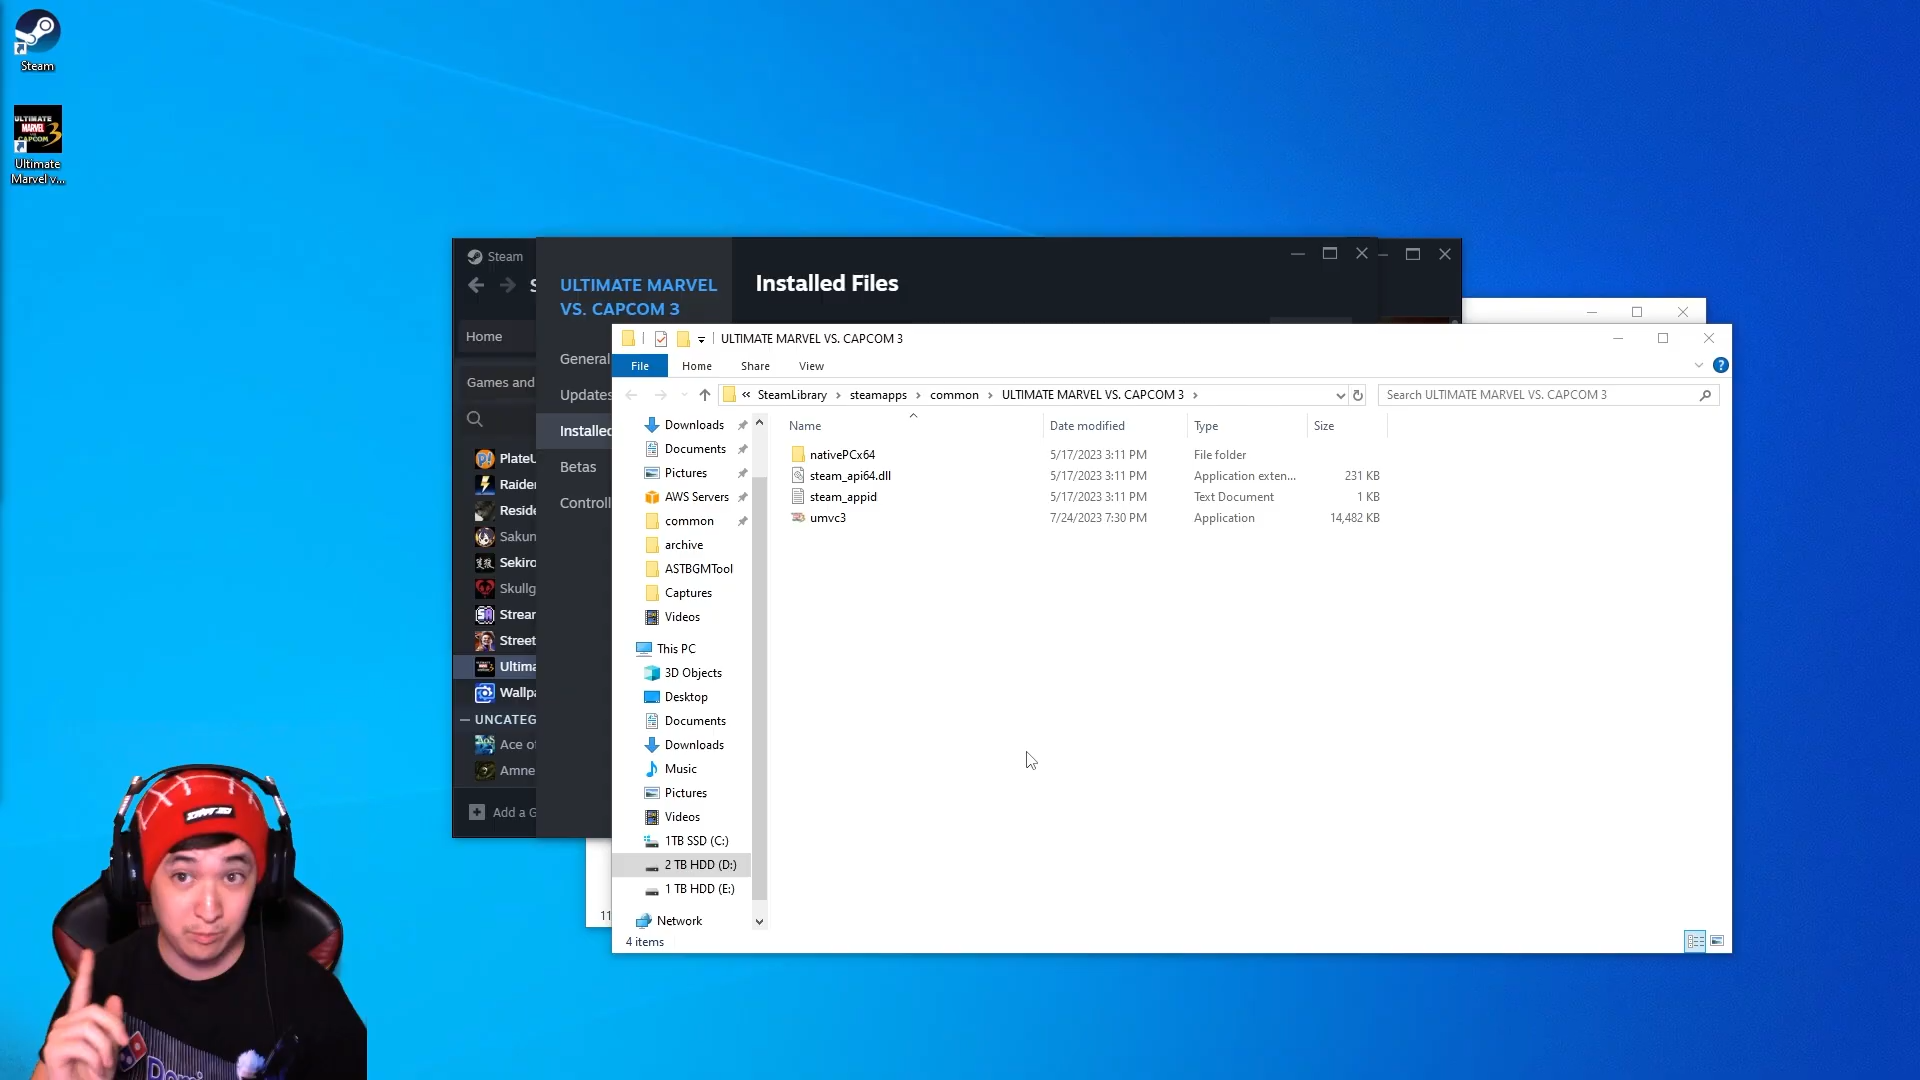 Steam
ULTIMATE
MARVEL
CAPCOM 3
Ultimate
Marvel v...
Steam
Home
Games and
PlateU
Raider
Reside
Sakun
Sekiro
Skullg
Strear
Street
Ultima
Wallpa
UNCATEG
Ace o
Amne
Add a G
ULTIMATE MARVEL
VS. CAPCOM 3
General
Updates
Installed
Betas
Controll
Installed Files
ULTIMATE MARVEL VS. CAPCOM 3
File Home Share View
« SteamLibrary › steamapps › common › ULTIMATE MARVEL VS. CAPCOM 3 ›
Search ULTIMATE MARVEL VS. CAPCOM 3
Downloads
Documents
Pictures
AWS Servers
common
archive
ASTBGMTool
Captures
Videos
This PC
3D Objects
Desktop
Documents
Downloads
Music
Pictures
Videos
1TB SSD (C:)
2 TB HDD (D:)
1 TB HDD (E:)
Network
Name Date modified Type Size
nativePCx64 5/17/2023 3:11 PM File folder
steam_api64.dll 5/17/2023 3:11 PM Application exten... 231 KB
steam_appid 5/17/2023 3:11 PM Text Document 1 KB
umvc3 7/24/2023 7:30 PM Application 14,482 KB
11
4 items